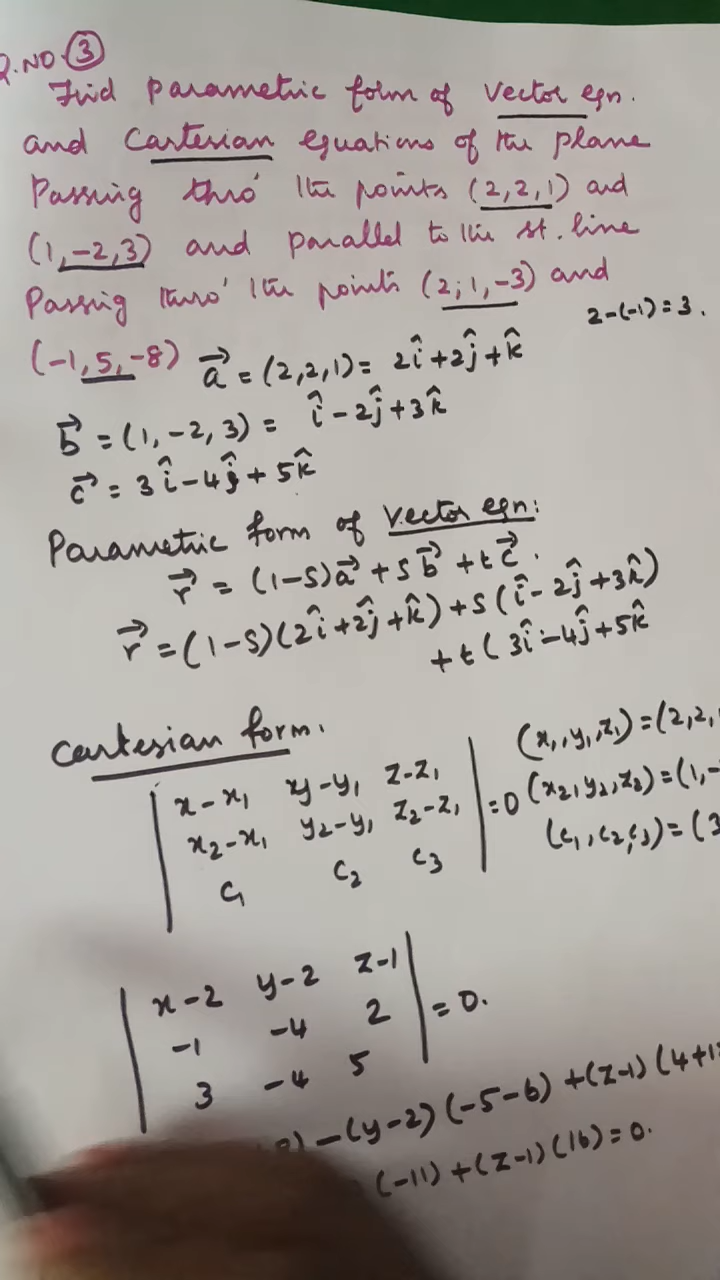 Q.NO.③
Find parametric form of vector eqn.
and Cartesian equations of the plane
Passing thro' the points (2,2,1) and
(1,-2,3) and parallel to the st. line
Passing thro' the points (2,1,-3) and
(-1,5,-8)
2-(-1)=3.
a⃗ = (2,2,1) = 2î+2ĵ+k̂
b⃗ = (1,-2,3) = î-2ĵ+3k̂
c⃗ = 3î-4ĵ+5k̂
Parametric form of vector eqn:
r⃗ = (1-s)a⃗ + s b⃗ + t c⃗.
r⃗ = (1-s)(2î+2ĵ+k̂) + s(î-2ĵ+3k̂)
+ t(3î-4ĵ+5k̂
Cartesian form.
| x-x₁ y-y₁ z-z₁ |
| x₂-x₁ y₂-y₁ z₂-z₁ | = 0
| c₁ c₂ c₃ |
(x₁,y₁,z₁)=(2,2,
(x₂,y₂,z₂)=(1,-
(c₁,c₂,c₃)=(3
| x-2 y-2 z-1 |
| -1 -4 2 | = 0.
| 3 -4 5 |
) -(y-2)(-5-6) +(z-1)(4+1
(-11)+(z-1)(16)=0.